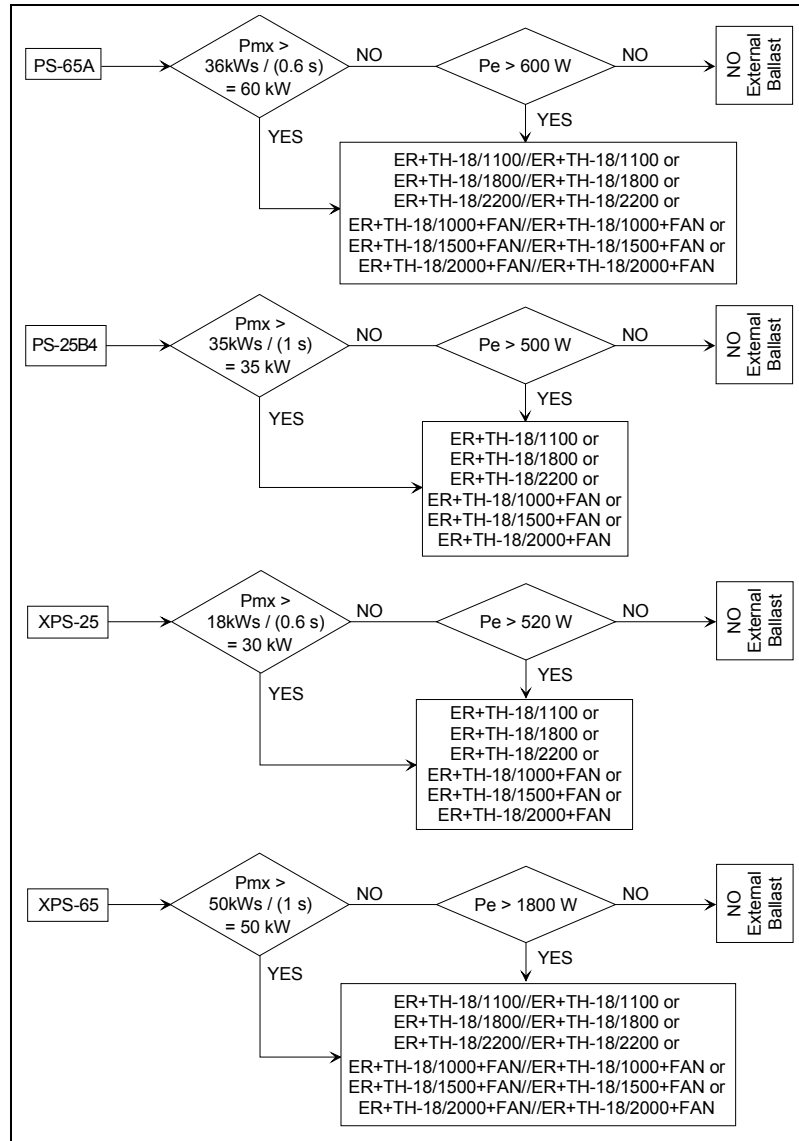 PS-65A
Pmx >
36kWs / (0.6 s)
= 60 kW
NO
Pe > 600 W
NO
NO
External
Ballast
YES
YES
ER+TH-18/1100//ER+TH-18/1100 or
ER+TH-18/1800//ER+TH-18/1800 or
ER+TH-18/2200//ER+TH-18/2200 or
ER+TH-18/1000+FAN//ER+TH-18/1000+FAN or
ER+TH-18/1500+FAN//ER+TH-18/1500+FAN or
ER+TH-18/2000+FAN//ER+TH-18/2000+FAN
PS-25B4
Pmx >
35kWs / (1 s)
= 35 kW
NO
Pe > 500 W
NO
NO
External
Ballast
YES
YES
ER+TH-18/1100 or
ER+TH-18/1800 or
ER+TH-18/2200 or
ER+TH-18/1000+FAN or
ER+TH-18/1500+FAN or
ER+TH-18/2000+FAN
XPS-25
Pmx >
18kWs / (0.6 s)
= 30 kW
NO
Pe > 520 W
NO
NO
External
Ballast
YES
YES
ER+TH-18/1100 or
ER+TH-18/1800 or
ER+TH-18/2200 or
ER+TH-18/1000+FAN or
ER+TH-18/1500+FAN or
ER+TH-18/2000+FAN
XPS-65
Pmx >
50kWs / (1 s)
= 50 kW
NO
Pe > 1800 W
NO
NO
External
Ballast
YES
YES
ER+TH-18/1100//ER+TH-18/1100 or
ER+TH-18/1800//ER+TH-18/1800 or
ER+TH-18/2200//ER+TH-18/2200 or
ER+TH-18/1000+FAN//ER+TH-18/1000+FAN or
ER+TH-18/1500+FAN//ER+TH-18/1500+FAN or
ER+TH-18/2000+FAN//ER+TH-18/2000+FAN